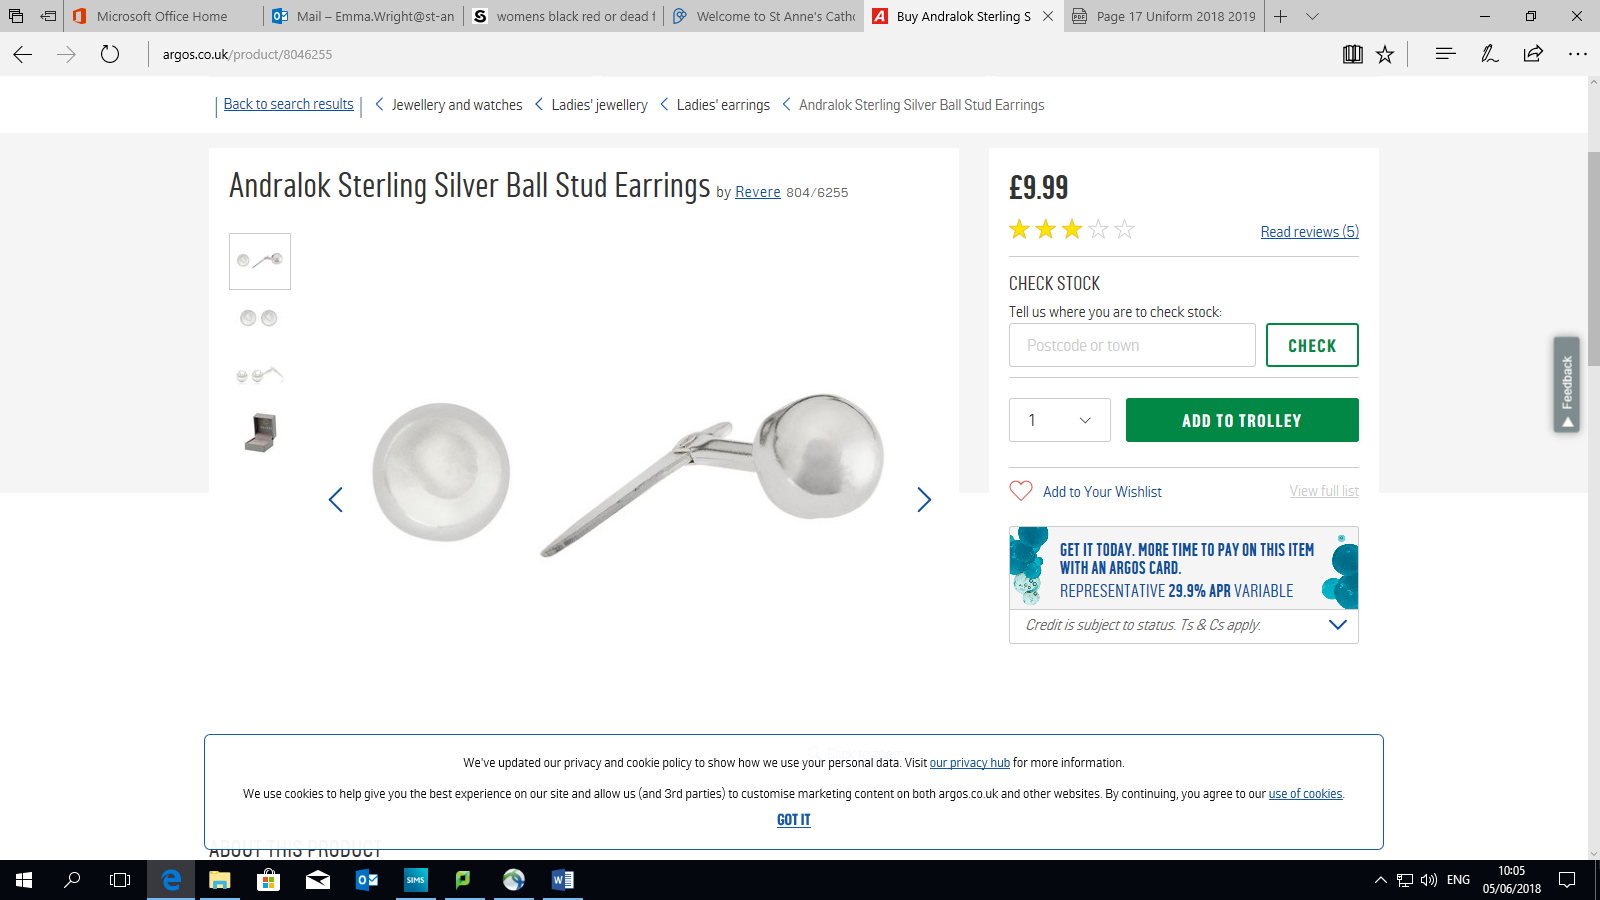 Microsoft Office Home
Mail – Emma.Wright@st-an
womens black red or dead f
Welcome to St Anne's Catho
Buy Andralok Sterling S
Page 17 Uniform 2018 2019
argos.co.uk/product/8046255
Back to search results
Jewellery and watches
Ladies' jewellery
Ladies' earrings
Andralok Sterling Silver Ball Stud Earrings
Andralok Sterling Silver Ball Stud Earrings by Revere 804/6255
£9.99
Read reviews (5)
CHECK STOCK
Tell us where you are to check stock:
Postcode or town
CHECK
1
ADD TO TROLLEY
Add to Your Wishlist
View full list
GET IT TODAY. MORE TIME TO PAY ON THIS ITEM
WITH AN ARGOS CARD.
REPRESENTATIVE 29.9% APR VARIABLE
Credit is subject to status. Ts & Cs apply.
Feedback
We've updated our privacy and cookie policy to show how we use your personal data. Visit our privacy hub for more information.
We use cookies to help give you the best experience on our site and allow us (and 3rd parties) to customise marketing content on both argos.co.uk and other websites. By continuing, you agree to our use of cookies.
GOT IT
ABOUT THIS PRODUCT
SIMS
ENG
10:05
05/06/2018